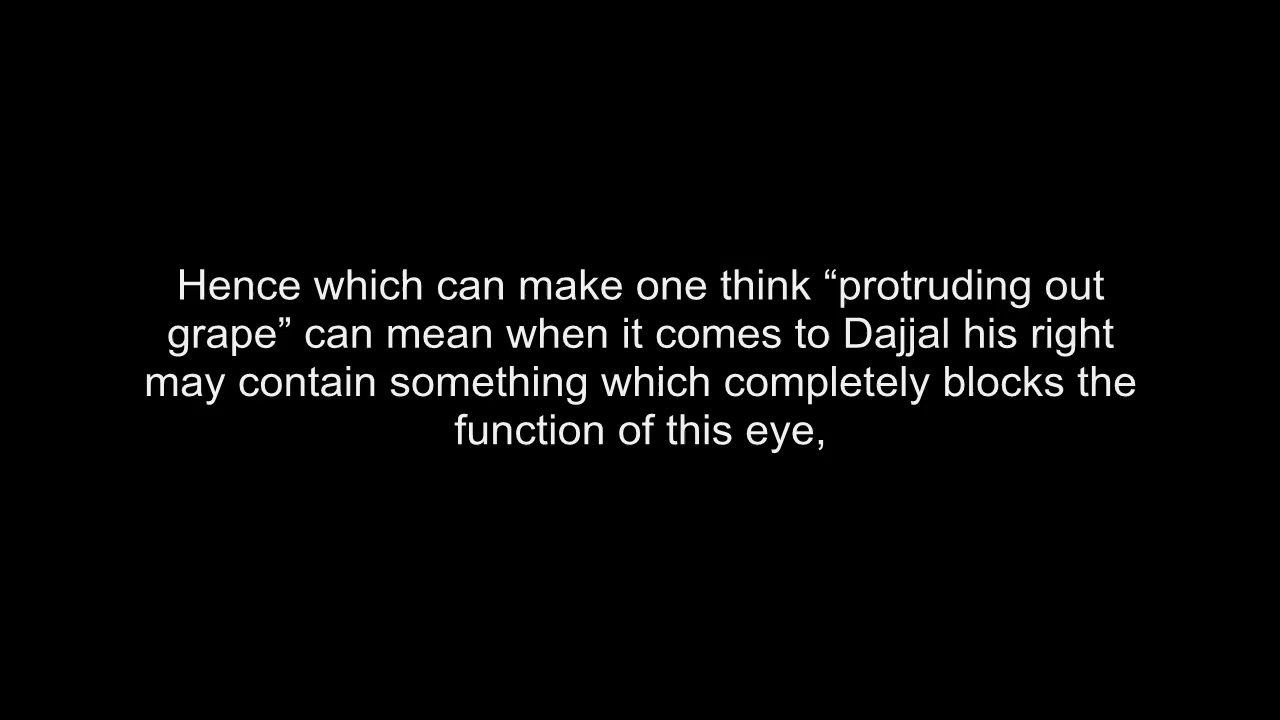 Hence which can make one think “protruding out
grape” can mean when it comes to Dajjal his right
may contain something which completely blocks the
function of this eye,